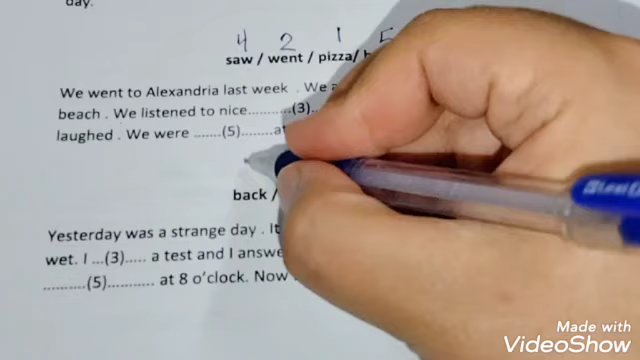 day.
4 2 1 5
saw / went / pizza/
We went to Alexandria last week . We
beach . We listened to nice...........(3)..
laughed . We were .......(5)........at
back /
Yesterday was a strange day . It
wet. I ...(3)..... a test and I
..........(5)........... at 8 o'clock. Now
Made with
VideoShow